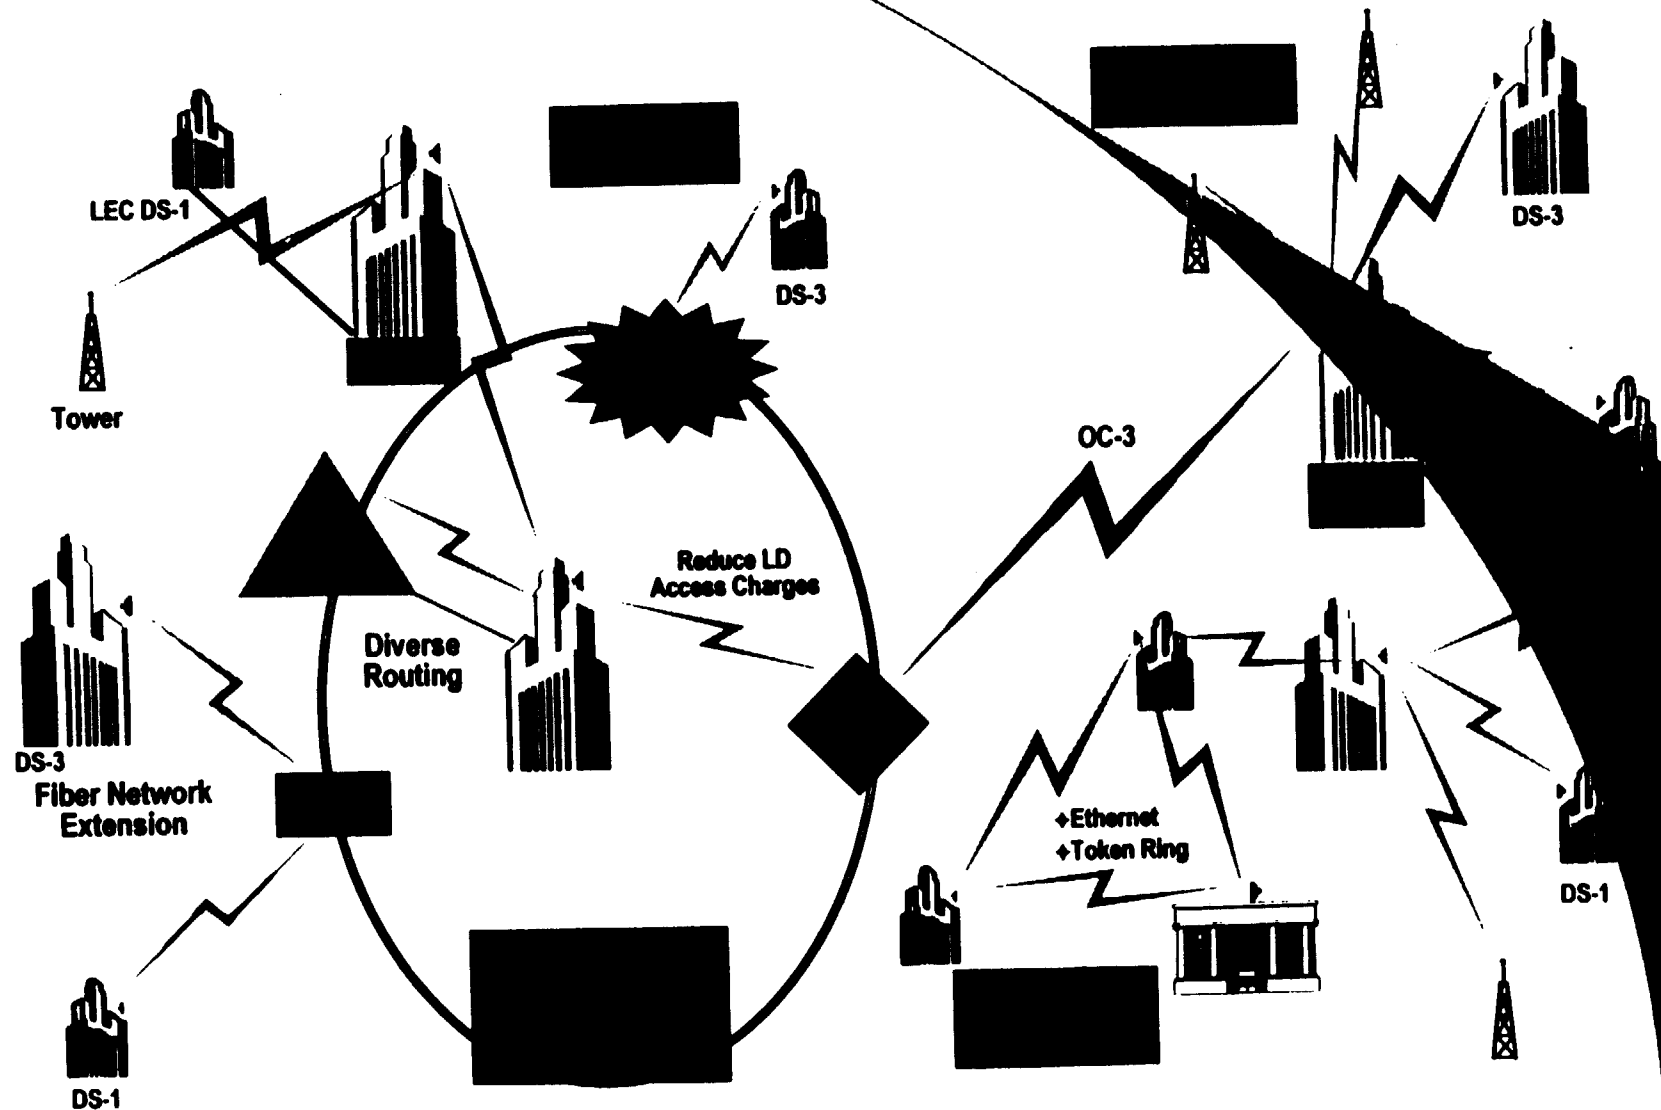 LEC DS-1
DS-3
DS-3
Tower
OC-3
Reduce LD
Access Charges
Diverse
Routing
DS-3
Fiber Network
Extension
+Ethernet
+Token Ring
DS-1
DS-1